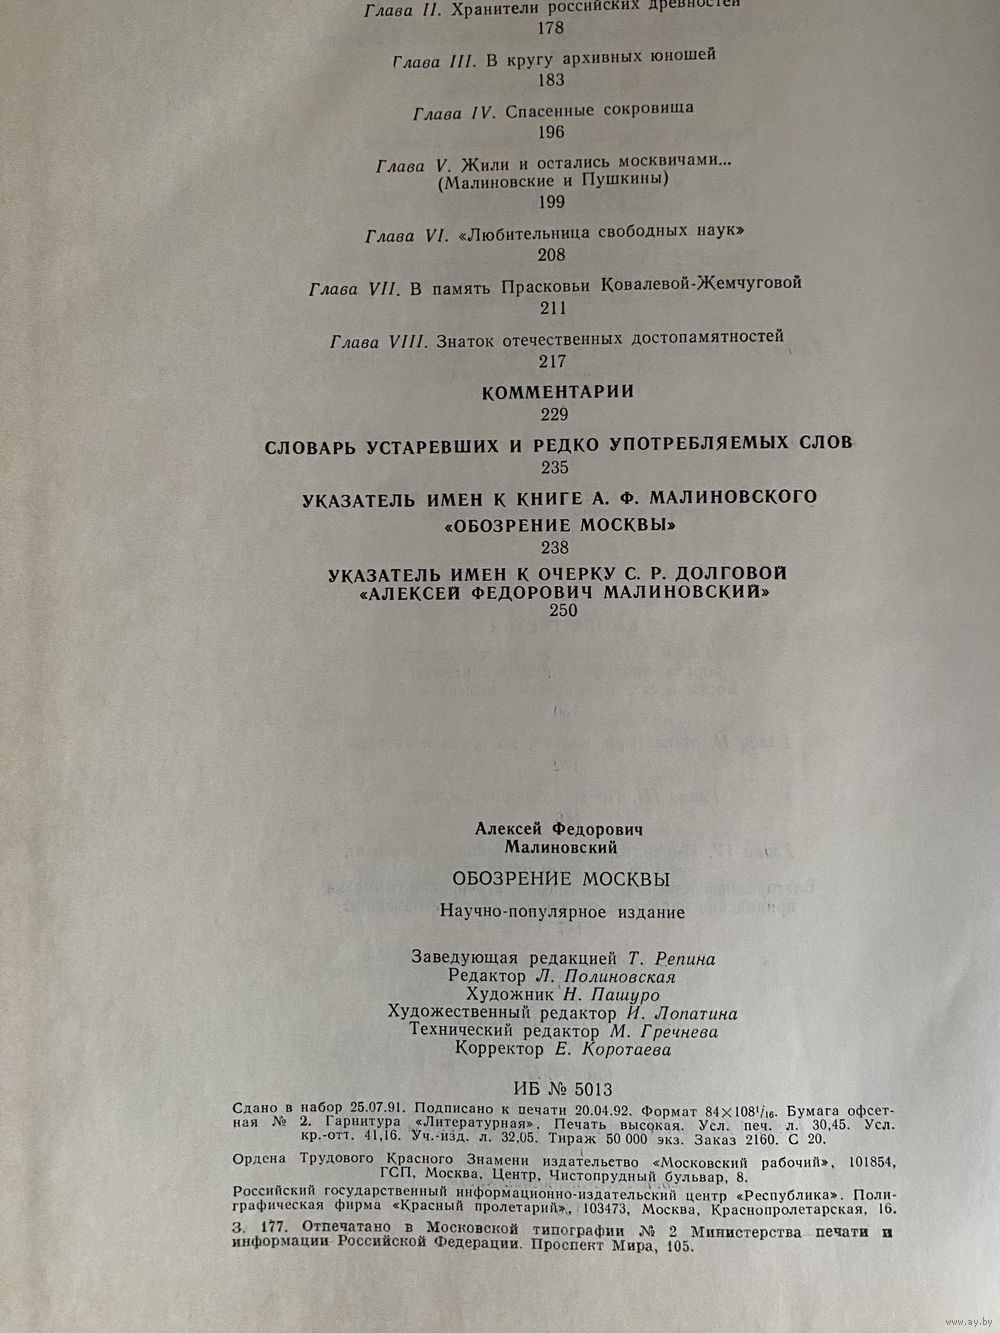 Глава II. Хранители российских древностей
178
Глава III. В кругу архивных юношей
183
Глава IV. Спасенные сокровища
196
Глава V. Жили и остались москвичами...
(Малиновские и Пушкины)
199
Глава VI. «Любительница свободных наук»
208
Глава VII. В память Прасковьи Ковалевой-Жемчуговой
211
Глава VIII. Знаток отечественных достопамятностей
217
КОММЕНТАРИИ
229
СЛОВАРЬ УСТАРЕВШИХ И РЕДКО УПОТРЕБЛЯЕМЫХ СЛОВ
235
УКАЗАТЕЛЬ ИМЕН К КНИГЕ А. Ф. МАЛИНОВСКОГО
«ОБОЗРЕНИЕ МОСКВЫ»
238
УКАЗАТЕЛЬ ИМЕН К ОЧЕРКУ С. Р. ДОЛГОВОЙ
«АЛЕКСЕЙ ФЕДОРОВИЧ МАЛИНОВСКИЙ»
250
Алексей Федорович
Малиновский
ОБОЗРЕНИЕ МОСКВЫ
Научно-популярное издание
Заведующая редакцией Т. Репина
Редактор Л. Полиновская
Художник Н. Пашуро
Художественный редактор И. Лопатина
Технический редактор М. Гречнева
Корректор Е. Коротаева
ИБ № 5013
Сдано в набор 25.07.91. Подписано к печати 20.04.92. Формат 84×108¹/₁₆. Бумага офсет-
ная № 2. Гарнитура «Литературная». Печать высокая. Усл. печ. л. 30,45. Усл.
кр.-отт. 41,16. Уч.-изд. л. 32,05. Тираж 50 000 экз. Заказ 2160. С 20.
Ордена Трудового Красного Знамени издательство «Московский рабочий», 101854,
ГСП, Москва, Центр, Чистопрудный бульвар, 8.
Российский государственный информационно-издательский центр «Республика». Поли-
графическая фирма «Красный пролетарий», 103473, Москва, Краснопролетарская, 16.
З. 177. Отпечатано в Московской типографии № 2 Министерства печати и
информации Российской Федерации. Проспект Мира, 105.
www.ay.by